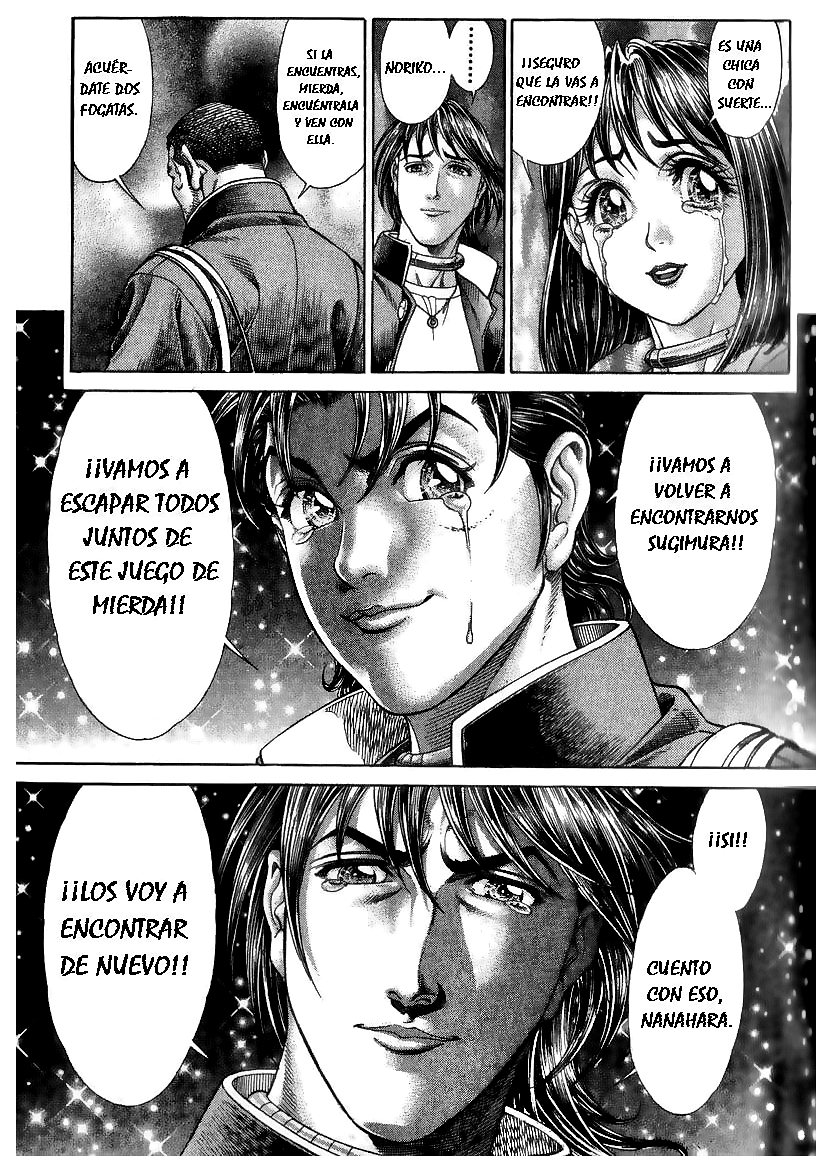 ES UNA
CHICA
CON
SUERTE...
¡¡SEGURO
QUE LA VAS A
ENCONTRAR!!
........
ÑORIKO...
SI LA
ENCUENTRAS,
MIERDA,
ENCUÉNTRALA
Y VEN CON
ELLA.
ACUÉR-
DATE DOS
FOGATAS.
¡¡VAMOS A
VOLVER A
ENCONTRARNOS
SUGIMURA!!
¡¡VAMOS A
ESCAPAR TODOS
JUNTOS DE
ESTE JUEGO DE
MIERDA¡¡
¡¡SI!!
CUENTO
CON ESO,
NANAHARA.
¡¡LOS VOY A
ENCONTRAR
DE NUEVO!!